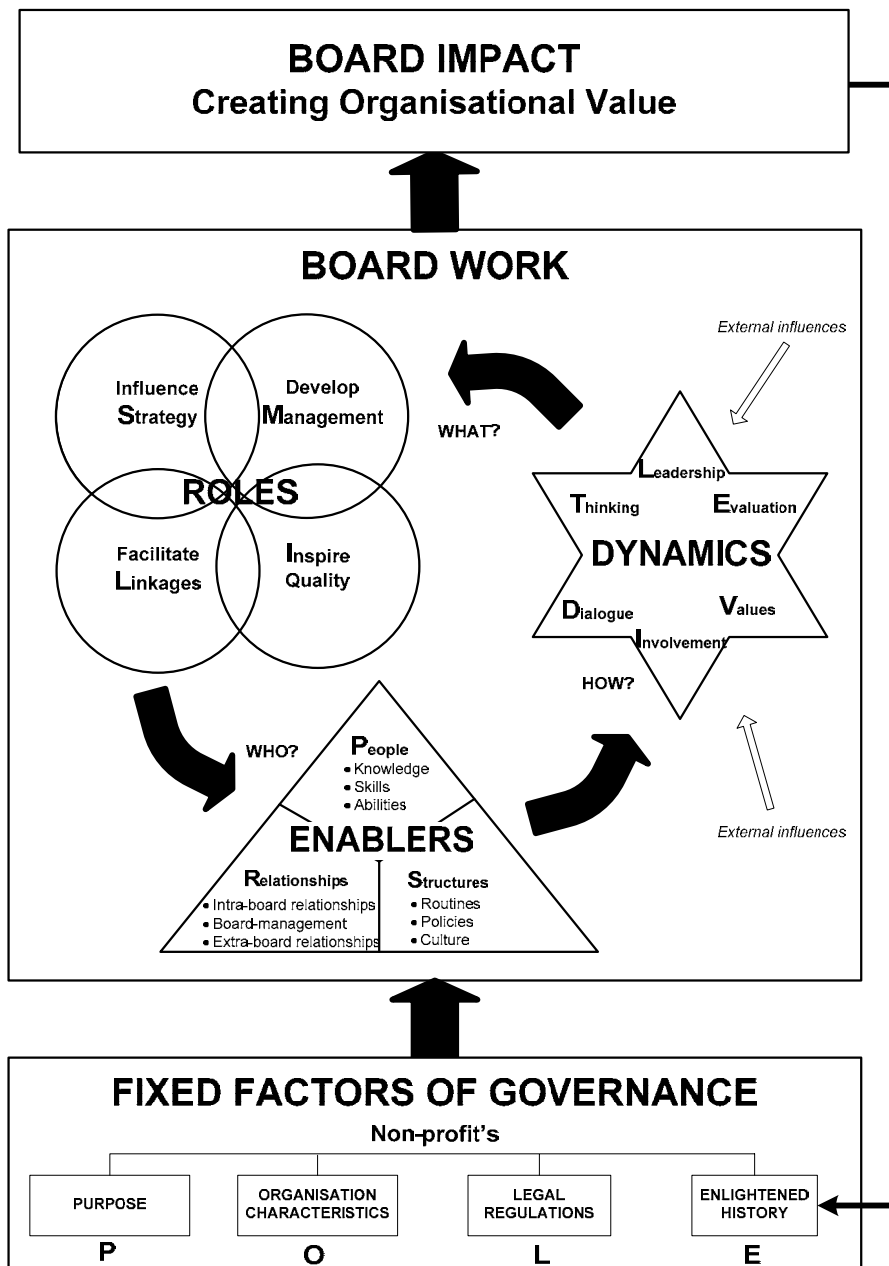 BOARD IMPACT
Creating Organisational Value
BOARD WORK
External influences
Influence
Strategy
Develop
Management
WHAT?
ROLES
Facilitate
Linkages
Inspire
Quality
Leadership
Thinking
Evaluation
DYNAMICS
Dialogue
Values
Involvement
HOW?
WHO?
People
• Knowledge
• Skills
• Abilities
ENABLERS
Relationships
• Intra-board relationships
• Board-management
• Extra-board relationships
Structures
• Routines
• Policies
• Culture
External influences
FIXED FACTORS OF GOVERNANCE
Non-profit's
PURPOSE
ORGANISATION
CHARACTERISTICS
LEGAL
REGULATIONS
ENLIGHTENED
HISTORY
P
O
L
E